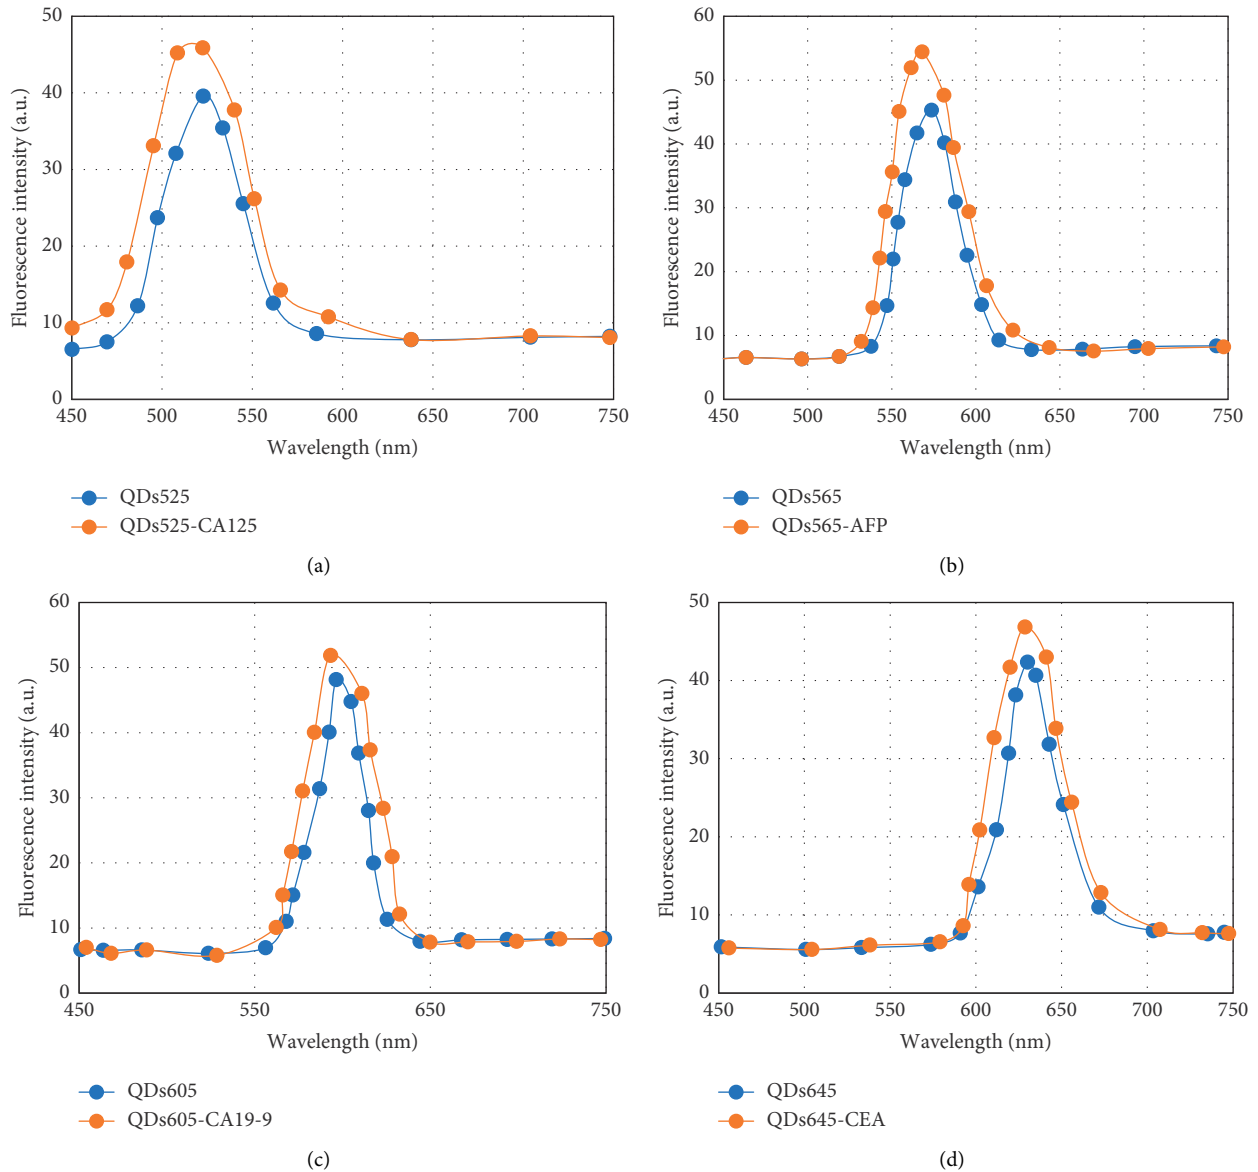 50
40
30
20
10
0
Fluorescence intensity (a.u.)
450 500 550 600 650 700 750
Wavelength (nm)
QDs525
QDs525-CA125
(a)
60
50
40
30
20
10
0
Fluorescence intensity (a.u.)
450 500 550 600 650 700 750
Wavelength (nm)
QDs565
QDs565-AFP
(b)
60
50
40
30
20
10
0
Fluorescence intensity (a.u.)
450 550 650 750
Wavelength (nm)
QDs605
QDs605-CA19-9
(c)
50
40
30
20
10
0
Fluorescence intensity (a.u.)
450 500 550 600 650 700 750
Wavelength (nm)
QDs645
QDs645-CEA
(d)